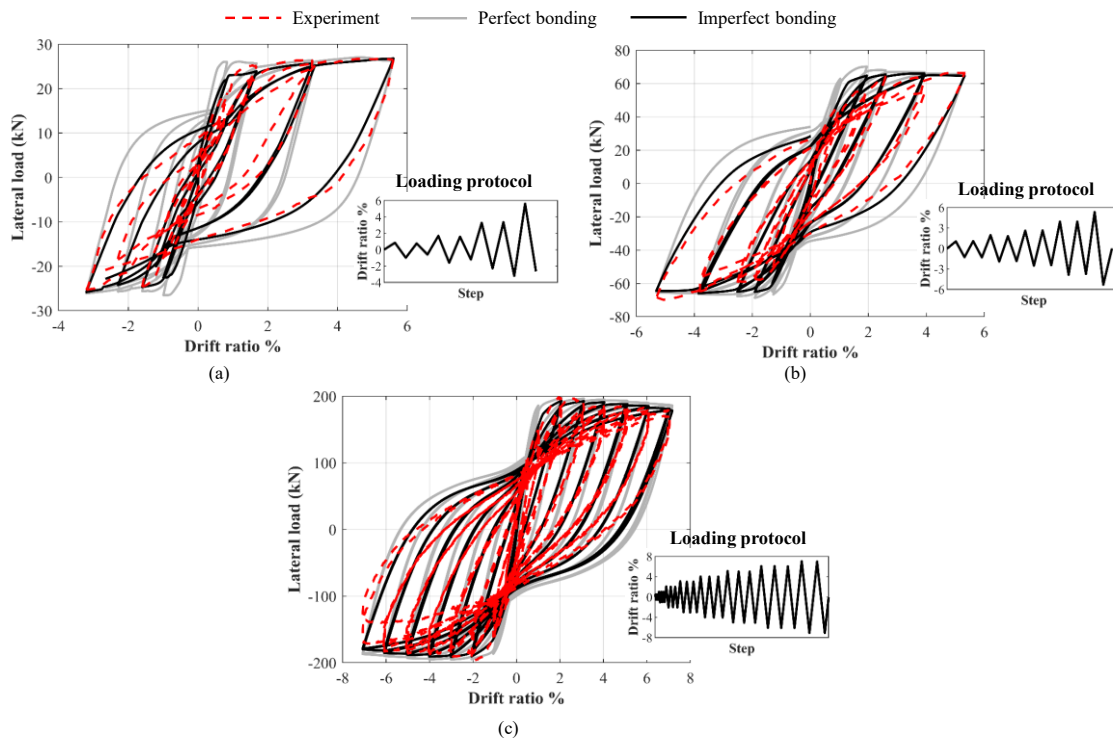 Experiment Perfect bonding Imperfect bonding
30
20
10
0
-10
-20
-30
Lateral load (kN)
-4 -2 0 2 4 6
Drift ratio %
(a)
Loading protocol
6
4
2
0
-2
-4
Drift ratio %
Step
80
60
40
20
0
-20
-40
-60
-80
Lateral load (kN)
-6 -4 -2 0 2 4 6
Drift ratio %
(b)
Loading protocol
6
3
0
-3
-6
Drift ratio %
Step
200
100
0
-100
-200
Lateral load (kN)
-8 -6 -4 -2 0 2 4 6 8
Drift ratio %
(c)
Loading protocol
8
4
0
-4
-8
Drift ratio %
Step